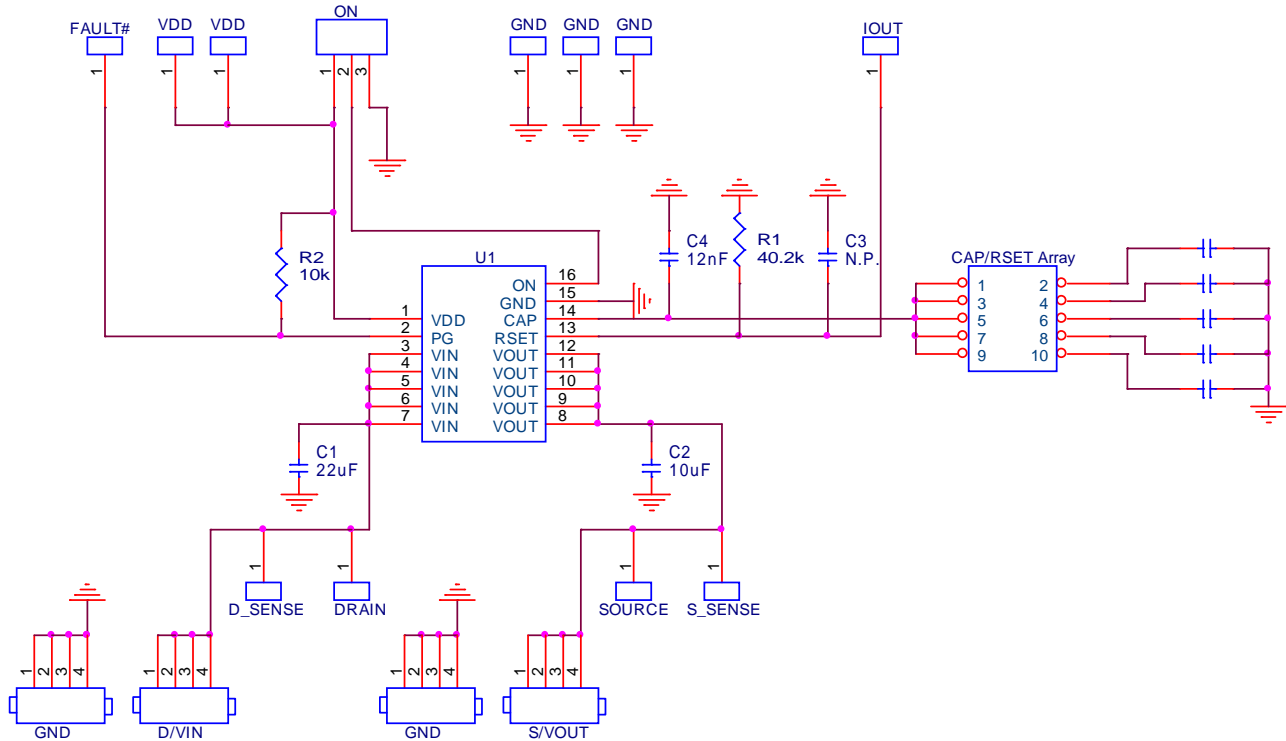 FAULT# VDD VDD ON GND GND GND IOUT
1 1 1 1 2 3 1 1 1 1
R2
10k
U1
C4
12nF
R1
40.2k
C3
N.P.
CAP/RSET Array
1 VDD ON 16
2 PG GND 15
3 VIN CAP 14
4 VIN RSET 13
5 VIN VOUT 12
6 VIN VOUT 11
7 VIN VOUT 10
VOUT 9
VOUT 8
1 2
3 4
5 6
7 8
9 10
C1
22uF
C2
10uF
1 1 1 1
D_SENSE DRAIN SOURCE S_SENSE
1 2 3 4 1 2 3 4 1 2 3 4 1 2 3 4
GND D/VIN GND S/VOUT